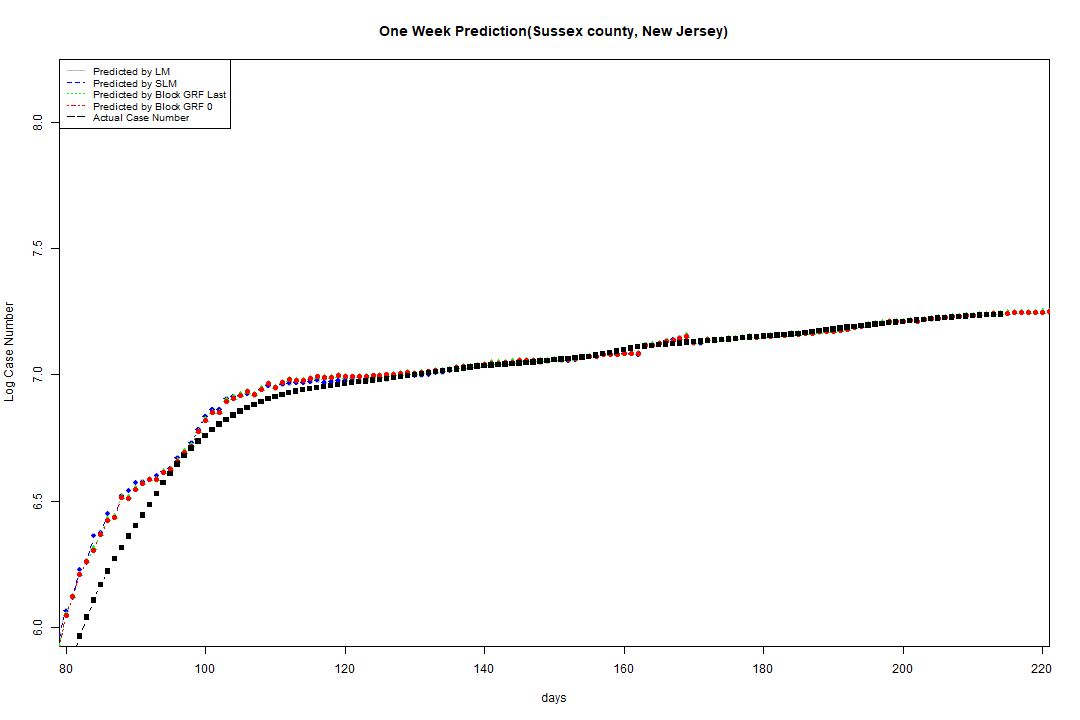 One Week Prediction(Sussex county, New Jersey)
Predicted by LM
Predicted by SLM
Predicted by Block GRF Last
Predicted by Block GRF 0
Actual Case Number
8.0
7.5
7.0
6.5
6.0
Log Case Number
80 100 120 140 160 180 200 220
days